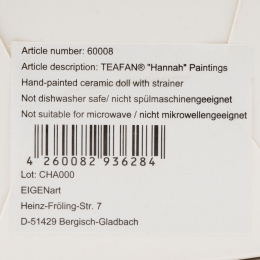 Article number: 60008
Article description: TEAFAN® "Hannah" Paintings
Hand-painted ceramic doll with strainer
Not dishwasher safe/ nicht spülmaschinengeeignet
Not suitable for microwave / nicht mikrowellengeeignet
4 260082 936284
Lot: CHA000
EIGENart
Heinz-Fröling-Str. 7
D-51429 Bergisch-Gladbach